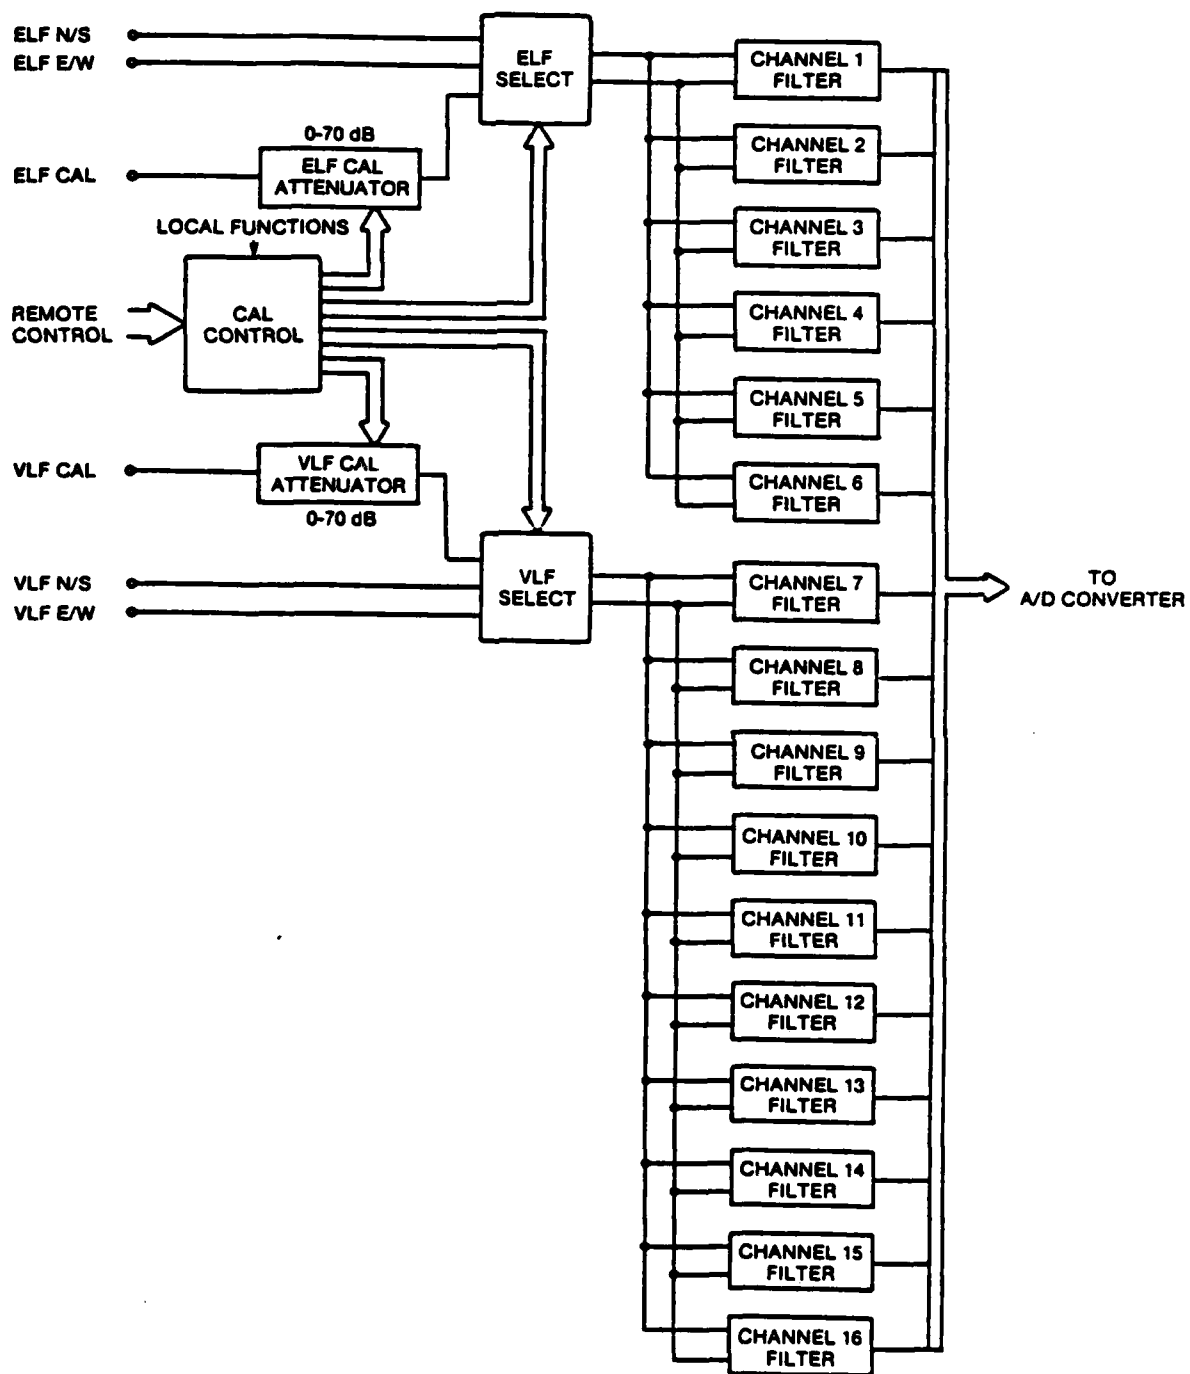 ELF N/S
ELF E/W
ELF
SELECT
0-70 dB
ELF CAL
ELF CAL
ATTENUATOR
LOCAL FUNCTIONS
REMOTE
CONTROL
CAL
CONTROL
VLF CAL
VLF CAL
ATTENUATOR
0-70 dB
VLF N/S
VLF E/W
VLF
SELECT
CHANNEL 1
FILTER
CHANNEL 2
FILTER
CHANNEL 3
FILTER
CHANNEL 4
FILTER
CHANNEL 5
FILTER
CHANNEL 6
FILTER
CHANNEL 7
FILTER
CHANNEL 8
FILTER
CHANNEL 9
FILTER
CHANNEL 10
FILTER
CHANNEL 11
FILTER
CHANNEL 12
FILTER
CHANNEL 13
FILTER
CHANNEL 14
FILTER
CHANNEL 15
FILTER
CHANNEL 16
FILTER
TO
A/D CONVERTER